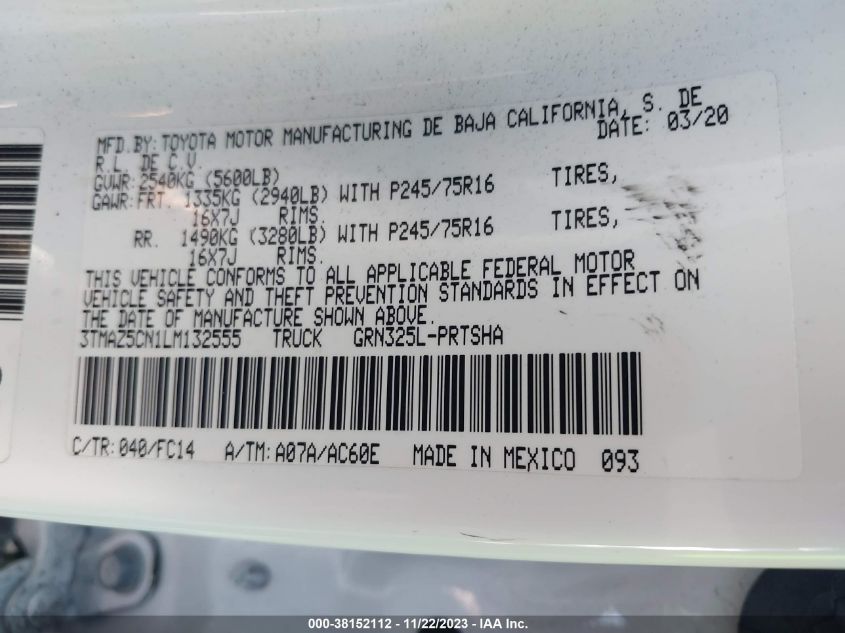 MFD. BY: TOYOTA MOTOR MANUFACTURING DE BAJA CALIFORNIA, S. DE
R.L. DE C.V. DATE: 03/20
GVWR: 2540KG (5600LB)
GAWR: FRT. 1335KG (2940LB) WITH P245/75R16 TIRES,
16X7J RIMS.
RR. 1490KG (3280LB) WITH P245/75R16 TIRES,
16X7J RIMS.
THIS VEHICLE CONFORMS TO ALL APPLICABLE FEDERAL MOTOR
VEHICLE SAFETY AND THEFT PREVENTION STANDARDS IN EFFECT ON
THE DATE OF MANUFACTURE SHOWN ABOVE.
3TMAZ5CN1LM132555 TRUCK GRN325L-PRTSHA
C/TR: 040/FC14 A/TM: A07A/AC60E MADE IN MEXICO 093
000-38152112 - 11/22/2023 - IAA Inc.